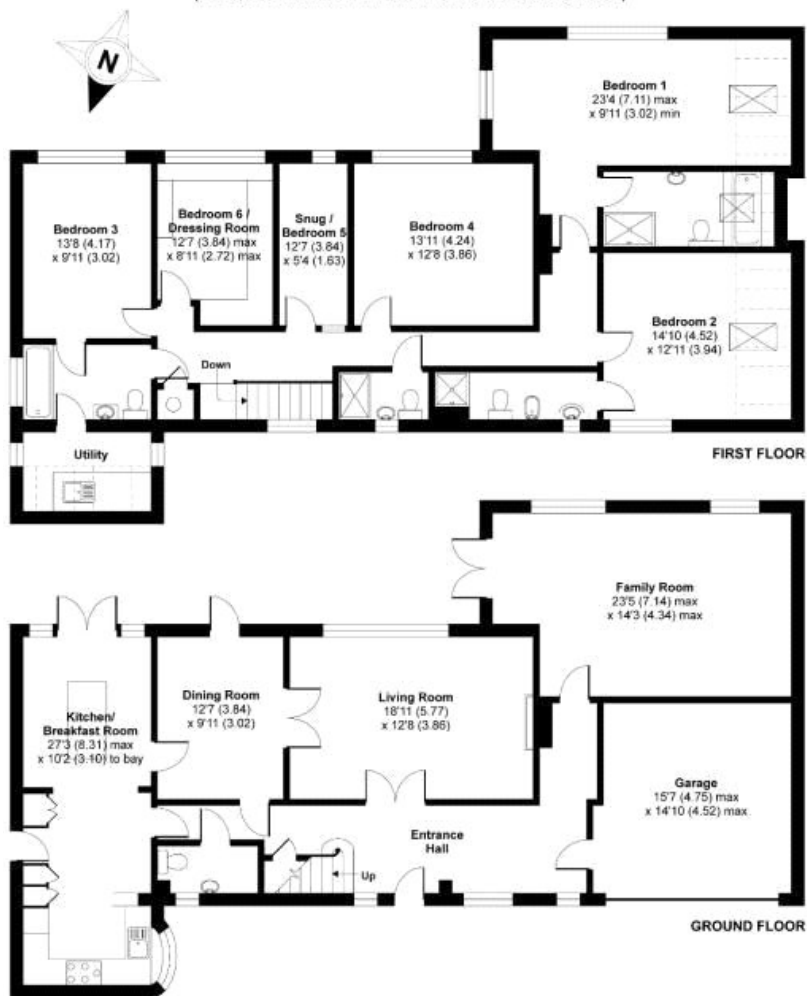 N
Bedroom 1
23'4 (7.11) max
x 9'11 (3.02) min
Bedroom 3
13'8 (4.17)
x 9'11 (3.02)
Bedroom 6 /
Dressing Room
12'7 (3.84) max
x 8'11 (2.72) max
Snug /
Bedroom 5
12'7 (3.84)
x 5'4 (1.63)
Bedroom 4
13'11 (4.24)
x 12'8 (3.86)
Bedroom 2
14'10 (4.52)
x 12'11 (3.94)
Down
Utility
FIRST FLOOR
Family Room
23'5 (7.14) max
x 14'3 (4.34) max
Kitchen/
Breakfast Room
27'3 (8.31) max
x 10'2 (3.10) to bay
Dining Room
12'7 (3.84)
x 9'11 (3.02)
Living Room
18'11 (5.77)
x 12'8 (3.86)
Garage
15'7 (4.75) max
x 14'10 (4.52) max
Entrance
Hall
Up
GROUND FLOOR